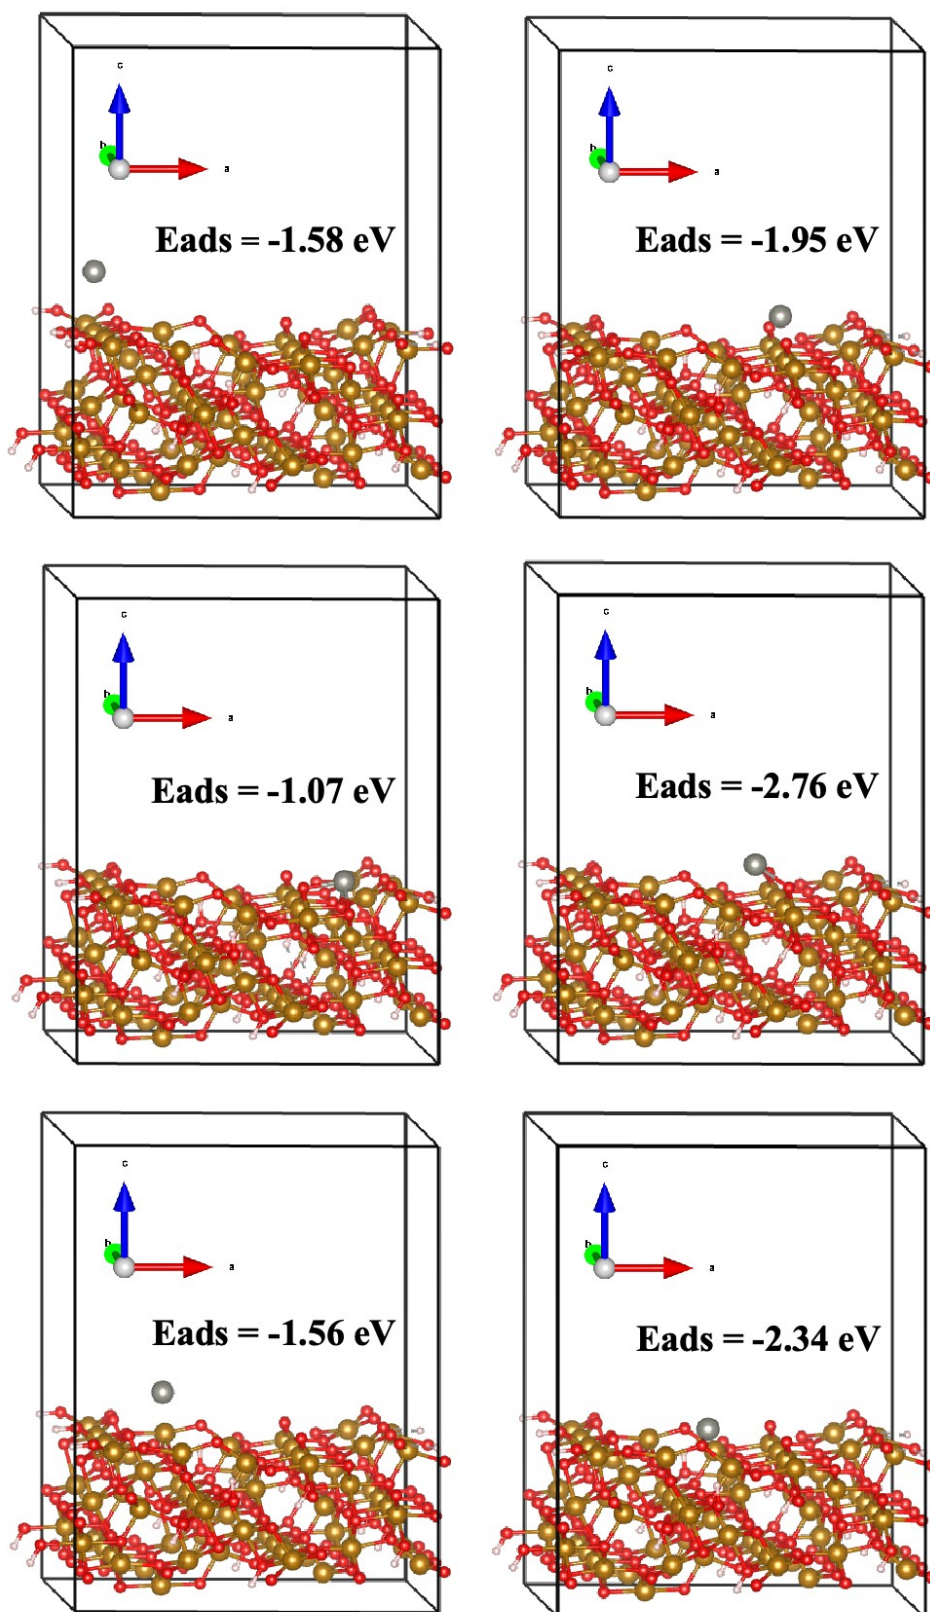 c
b
a
Eads = -1.58 eV
c
b
a
Eads = -1.95 eV
c
b
a
Eads = -1.07 eV
c
b
a
Eads = -2.76 eV
c
b
a
Eads = -1.56 eV
c
b
a
Eads = -2.34 eV